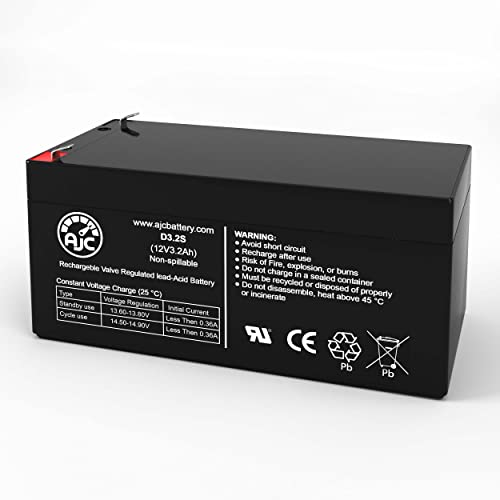 AJC
®
www.ajcbattery.com
D3.2S
(12V3.2Ah)
Non-spillable
Rechargeable Valve Regulated lead-Acid Battery
Constant Voltage Charge (25 °C)
Type Voltage Regulation Initial Current
Standby use 13.60-13.80V Less Then 0.36A
Cycle use 14.50-14.90V Less Then 0.36A
WARNING:
• Avoid short circuit
• Recharge after use
• Risk of Fire, explosion, or burns
• Do not charge in a sealed container
• Must be recycled or disposed of properly
• Do not disassemble, heat above 45 °C
or incinerate
CE
Pb
Pb